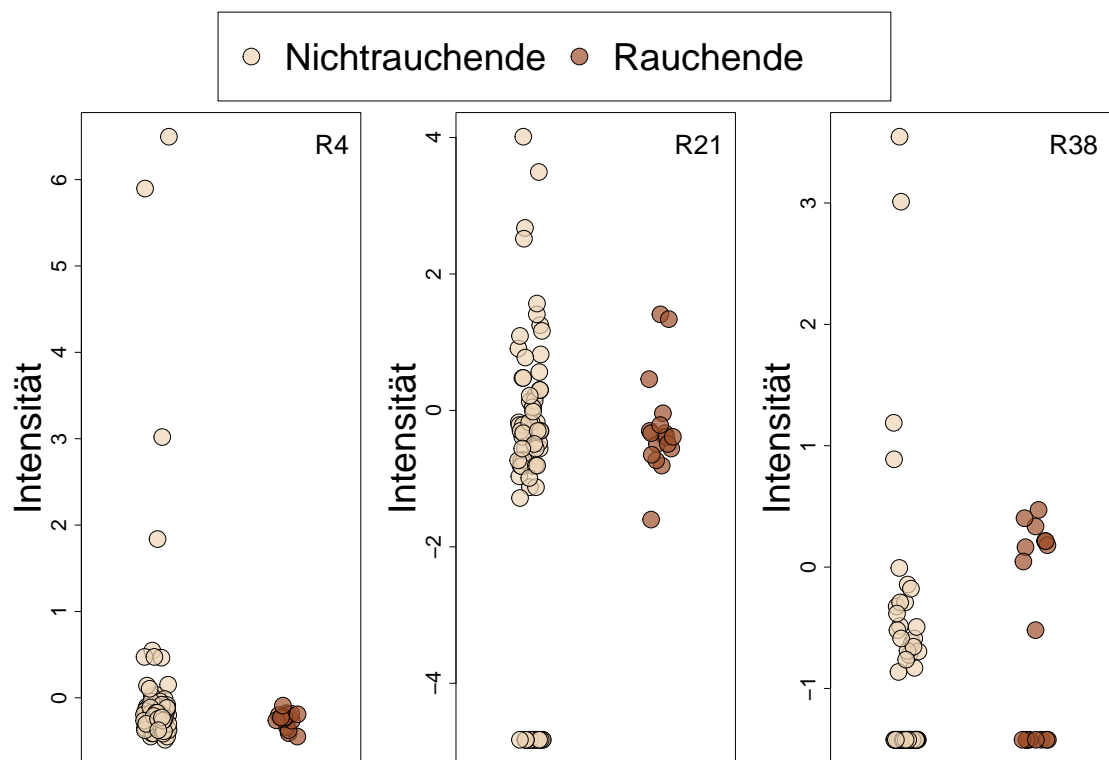 Nichtrauchende Rauchende
R4
Intensität
0 1 2 3 4 5 6
R21
Intensität
−4 −2 0 2 4
R38
Intensität
−1 0 1 2 3